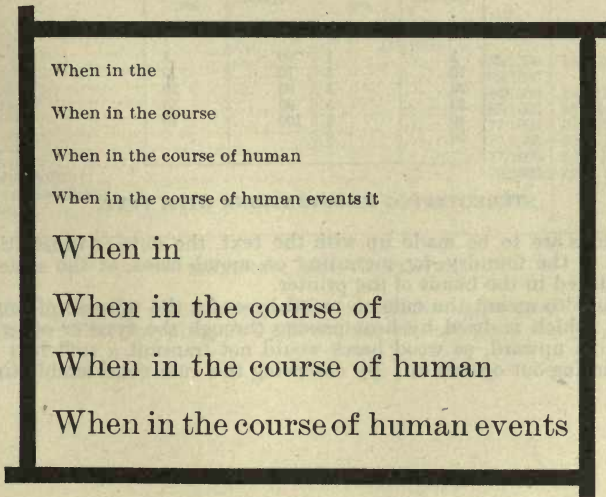 When in the
When in the course
When in the course of human
When in the course of human events it
When in
When in the course of
When in the course of human
When in the course of human events